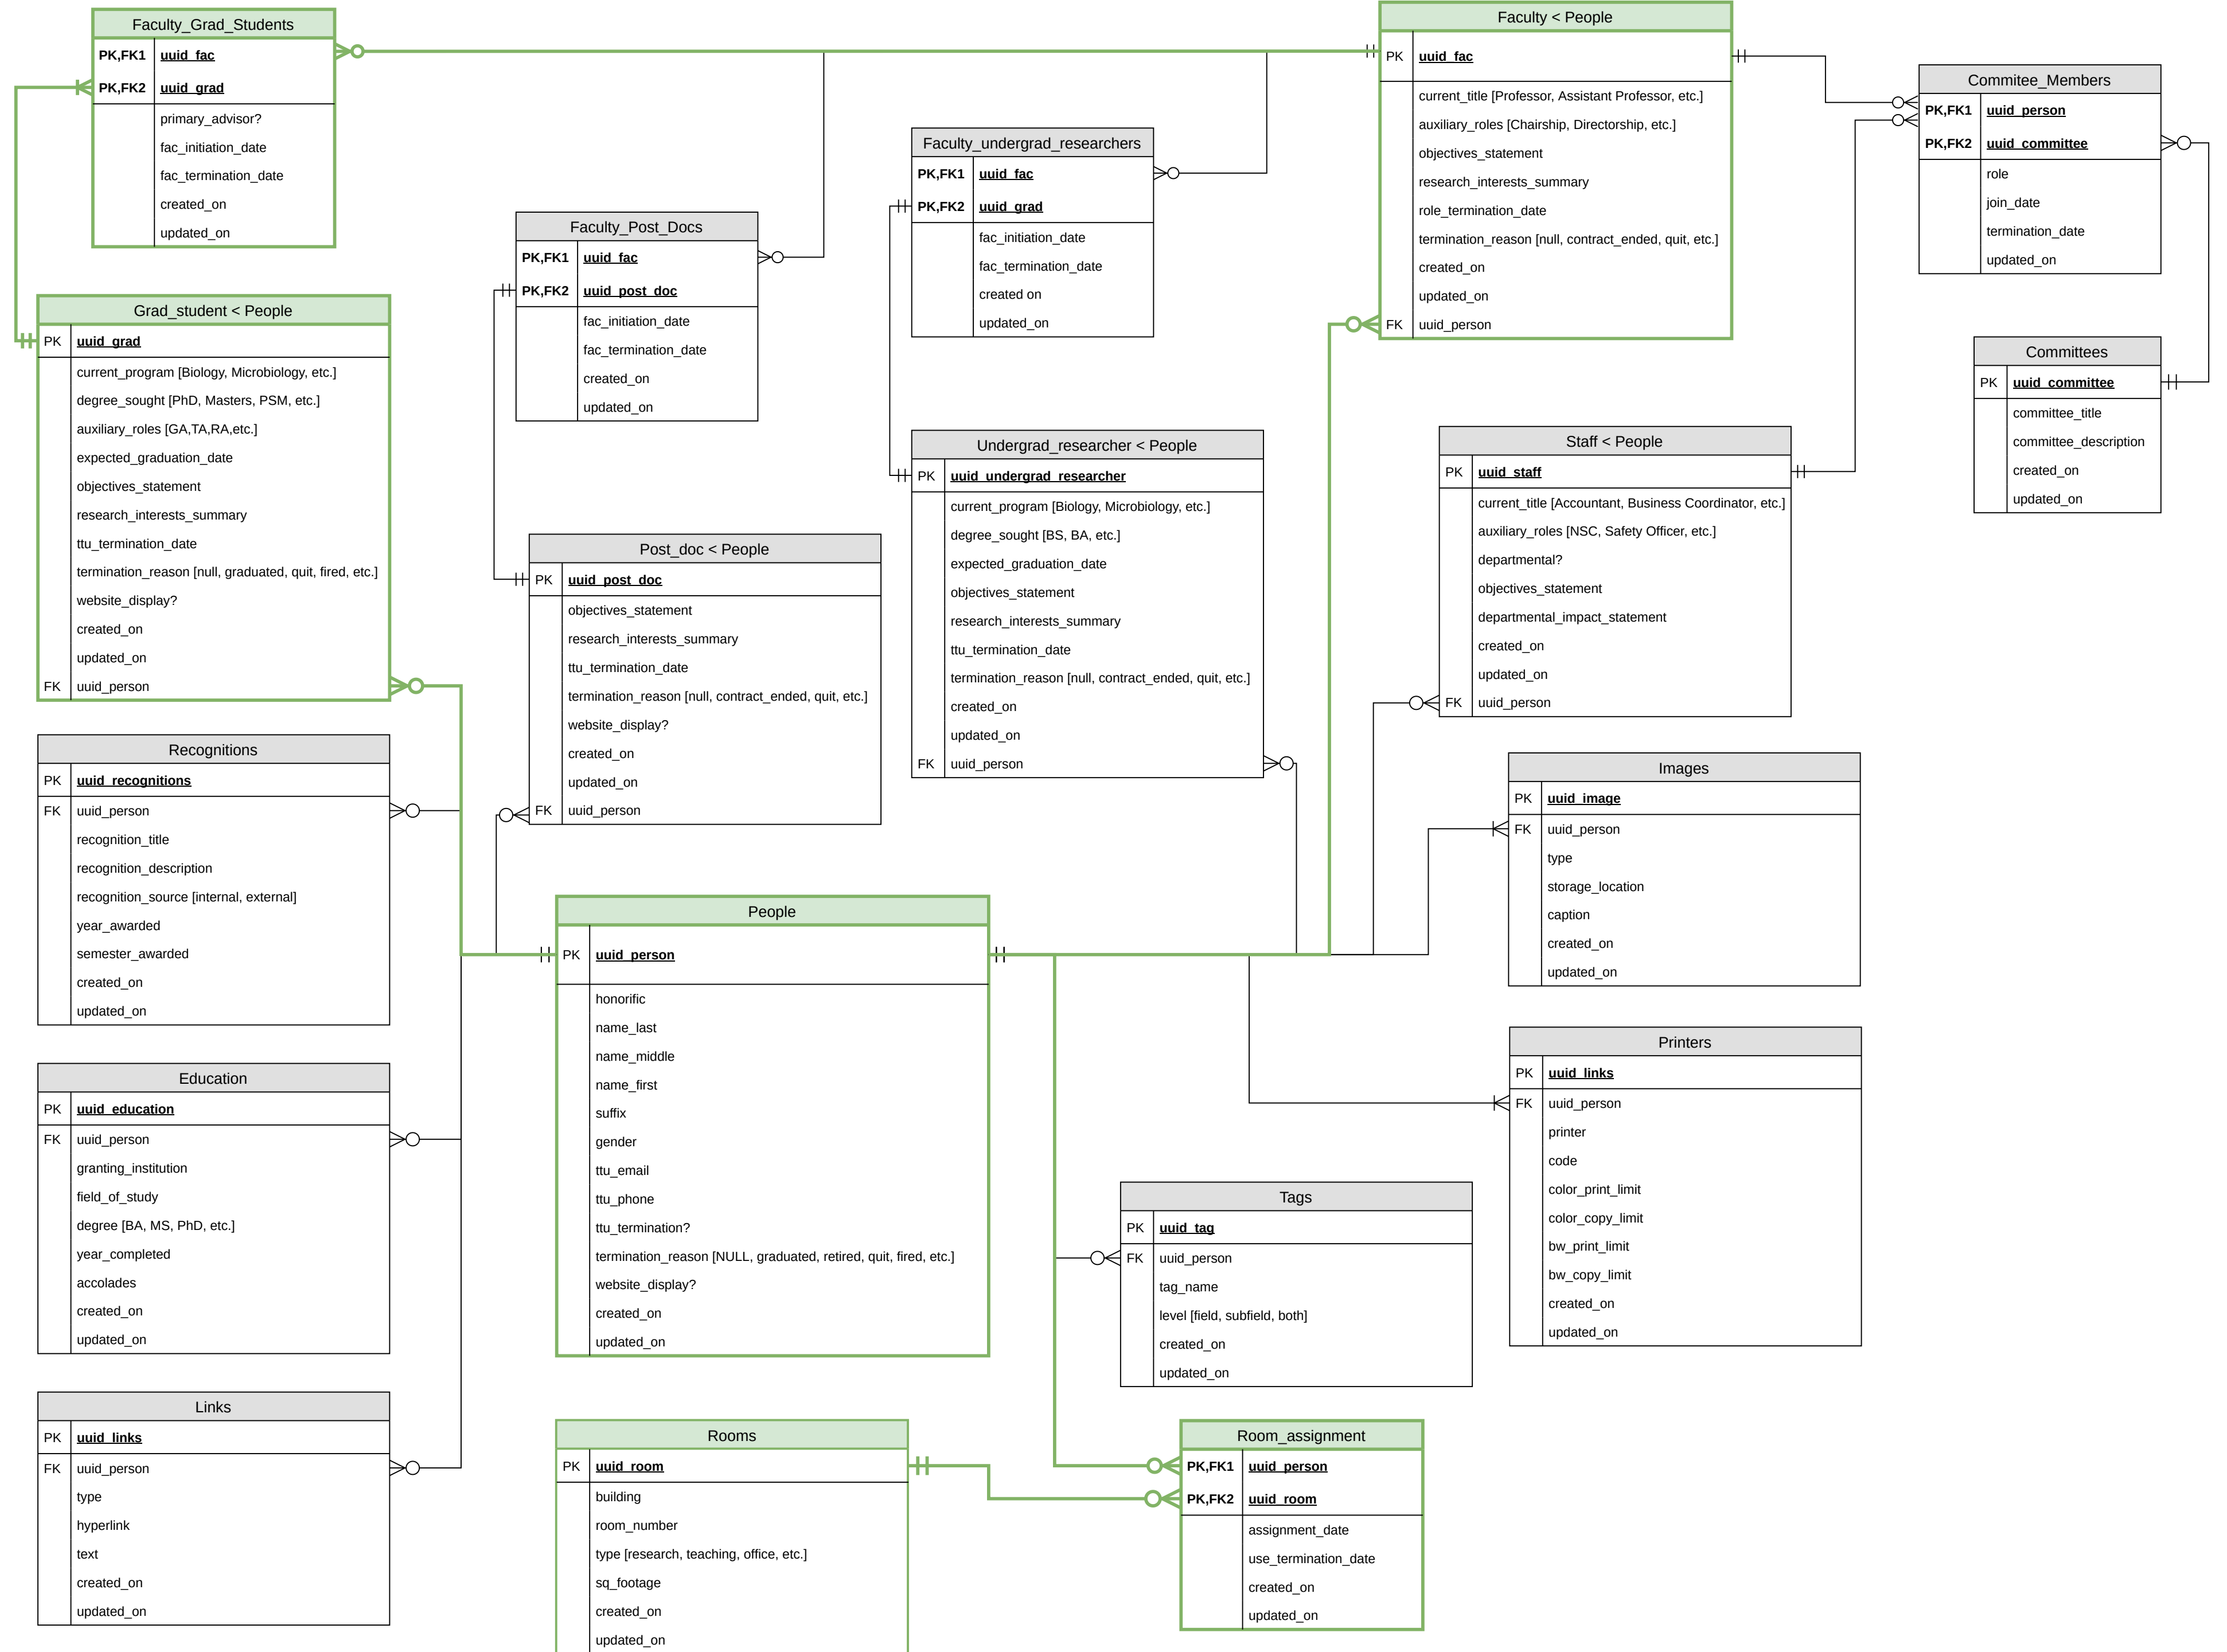 Faculty_Grad_Students
PK,FK1 uuid_fac
PK,FK2 uuid_grad
primary_advisor?
fac_initiation_date
fac_termination_date
created_on
updated_on
Faculty < People
PK uuid_fac
current_title [Professor, Assistant Professor, etc.]
auxiliary_roles [Chairship, Directorship, etc.]
objectives_statement
research_interests_summary
role_termination_date
termination_reason [null, contract_ended, quit, etc.]
created_on
updated_on
FK uuid_person
Commitee_Members
PK,FK1 uuid_person
PK,FK2 uuid_committee
role
join_date
termination_date
updated_on
Faculty_undergrad_researchers
PK,FK1 uuid_fac
PK,FK2 uuid_grad
fac_initiation_date
fac_termination_date
created on
updated_on
Faculty_Post_Docs
PK,FK1 uuid_fac
PK,FK2 uuid_post_doc
fac_initiation_date
fac_termination_date
created_on
updated_on
Grad_student < People
PK uuid_grad
current_program [Biology, Microbiology, etc.]
degree_sought [PhD, Masters, PSM, etc.]
auxiliary_roles [GA,TA,RA,etc.]
expected_graduation_date
objectives_statement
research_interests_summary
ttu_termination_date
termination_reason [null, graduated, quit, fired, etc.]
website_display?
created_on
updated_on
FK uuid_person
Committees
PK uuid_committee
committee_title
committee_description
created_on
updated_on
Undergrad_researcher < People
PK uuid_undergrad_researcher
current_program [Biology, Microbiology, etc.]
degree_sought [BS, BA, etc.]
expected_graduation_date
objectives_statement
research_interests_summary
ttu_termination_date
termination_reason [null, contract_ended, quit, etc.]
created_on
updated_on
FK uuid_person
Staff < People
PK uuid_staff
current_title [Accountant, Business Coordinator, etc.]
auxiliary_roles [NSC, Safety Officer, etc.]
departmental?
objectives_statement
departmental_impact_statement
created_on
updated_on
FK uuid_person
Post_doc < People
PK uuid_post_doc
objectives_statement
research_interests_summary
ttu_termination_date
termination_reason [null, contract_ended, quit, etc.]
website_display?
created_on
updated_on
FK uuid_person
Recognitions
PK uuid_recognitions
FK uuid_person
recognition_title
recognition_description
recognition_source [internal, external]
year_awarded
semester_awarded
created_on
updated_on
Images
PK uuid_image
FK uuid_person
type
storage_location
caption
created_on
updated_on
People
PK uuid_person
honorific
name_last
name_middle
name_first
suffix
gender
ttu_email
ttu_phone
ttu_termination?
termination_reason [NULL, graduated, retired, quit, fired, etc.]
website_display?
created_on
updated_on
Printers
PK uuid_links
FK uuid_person
printer
code
color_print_limit
color_copy_limit
bw_print_limit
bw_copy_limit
created_on
updated_on
Education
PK uuid_education
FK uuid_person
granting_institution
field_of_study
degree [BA, MS, PhD, etc.]
year_completed
accolades
created_on
updated_on
Tags
PK uuid_tag
FK uuid_person
tag_name
level [field, subfield, both]
created_on
updated_on
Links
PK uuid_links
FK uuid_person
type
hyperlink
text
created_on
updated_on
Rooms
PK uuid_room
building
room_number
type [research, teaching, office, etc.]
sq_footage
created_on
updated_on
Room_assignment
PK,FK1 uuid_person
PK,FK2 uuid_room
assignment_date
use_termination_date
created_on
updated_on